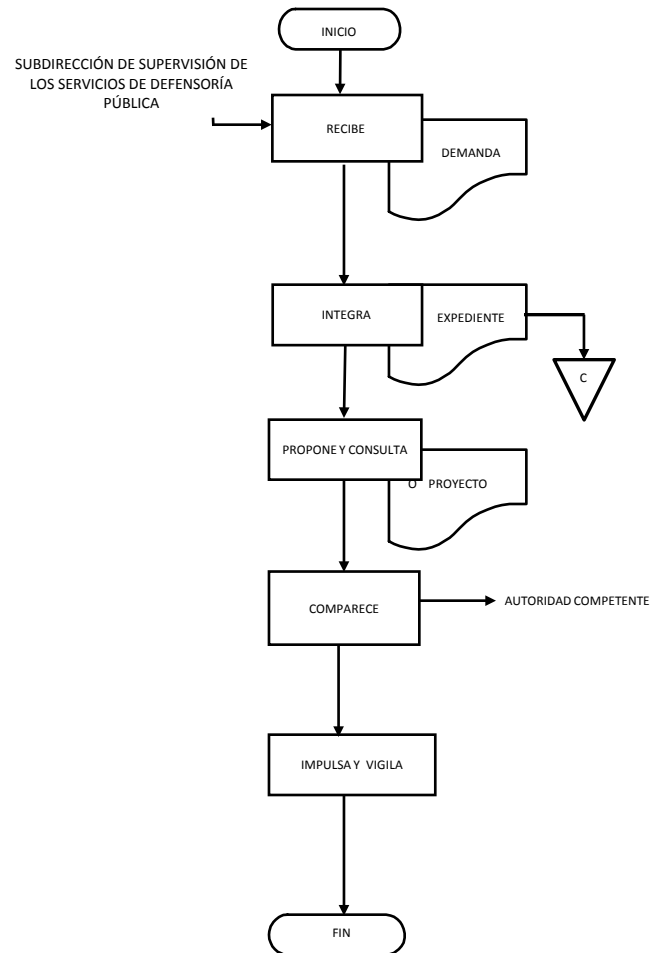 INICIO
SUBDIRECCIÓN DE SUPERVISIÓN DE
LOS SERVICIOS DE DEFENSORÍA
PÚBLICA
RECIBE
DEMANDA
INTEGRA
EXPEDIENTE
C
PROPONE Y CONSULTA
O PROYECTO
COMPARECE
AUTORIDAD COMPETENTE
IMPULSA Y VIGILA
FIN